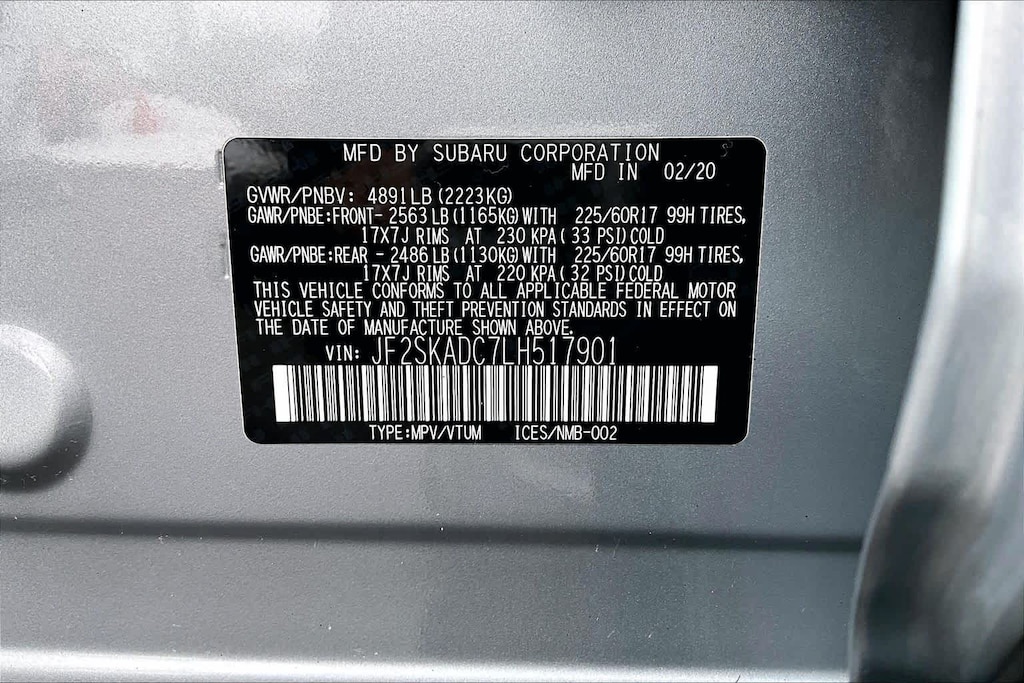 MFD BY SUBARU CORPORATION
MFD IN 02/20
GVWR/PNBV: 4891LB(2223KG)
GAWR/PNBE:FRONT- 2563LB(1165KG)WITH 225/60R17 99H TIRES,
17X7J RIMS AT 230 KPA( 33 PSI)COLD
GAWR/PNBE:REAR - 2486LB(1130KG)WITH 225/60R17 99H TIRES,
17X7J RIMS AT 220 KPA( 32 PSI)COLD
THIS VEHICLE CONFORMS TO ALL APPLICABLE FEDERAL MOTOR
VEHICLE SAFETY AND THEFT PREVENTION STANDARDS IN EFFECT ON
THE DATE OF MANUFACTURE SHOWN ABOVE.
VIN: JF2SKADC7LH517901
TYPE:MPV/VTUM ICES/NMB-002